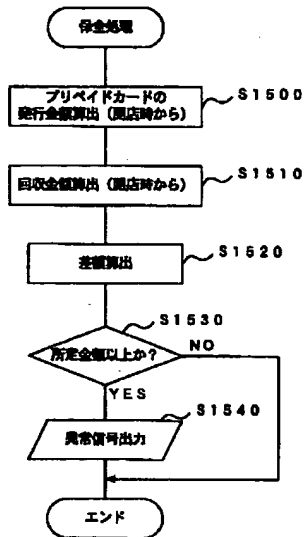 保全処理
プリペイドカードの
発行金額算出（開店時から）
S1500
回収金額算出（開店時から）
S1510
差額算出
S1520
S1530
所定金額以上か？
NO
YES
S1540
異常信号出力
エンド